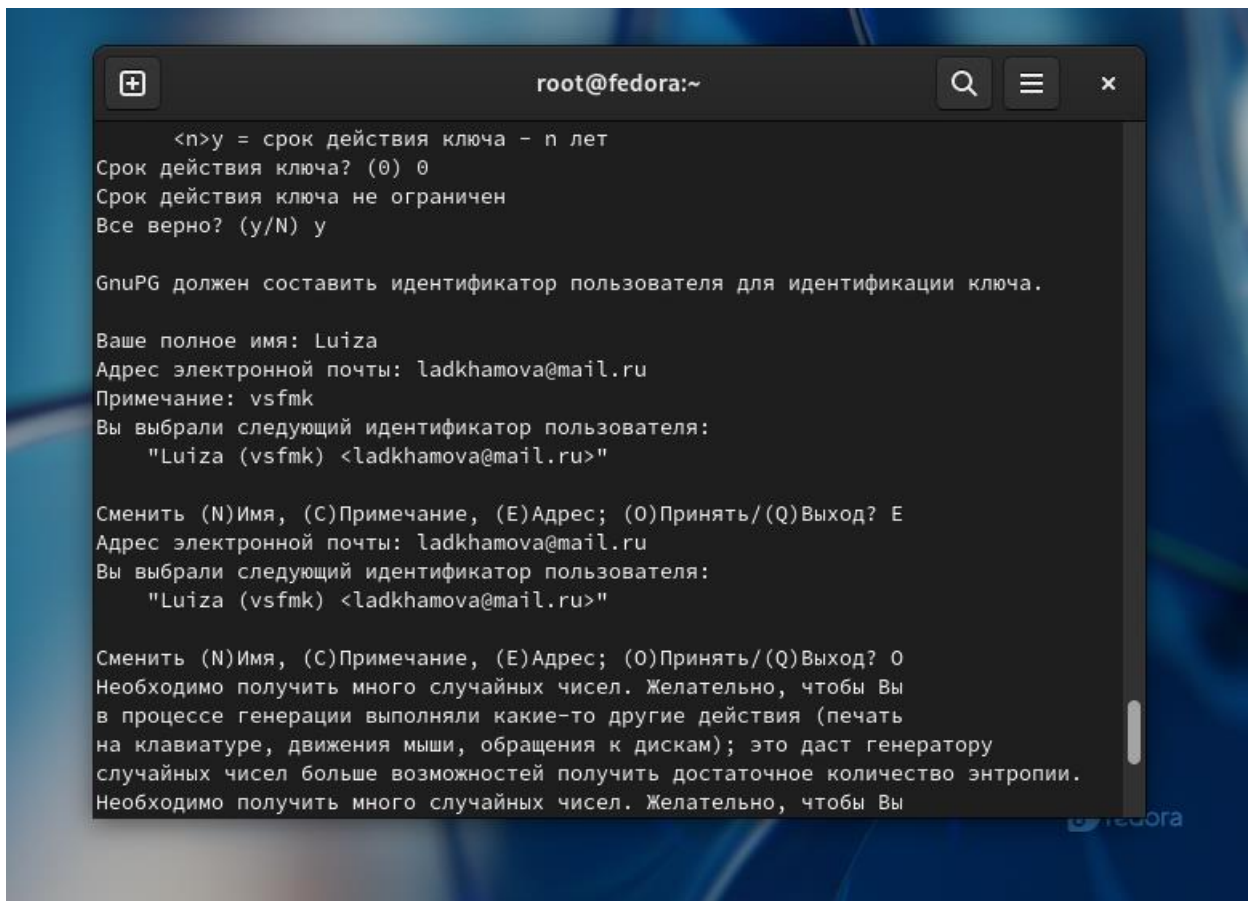 root@fedora:~
<n>y = срок действия ключа - n лет
Срок действия ключа? (0) 0
Срок действия ключа не ограничен
Все верно? (y/N) y
GnuPG должен составить идентификатор пользователя для идентификации ключа.
Ваше полное имя: Luiza
Адрес электронной почты: ladkhamova@mail.ru
Примечание: vsfmk
Вы выбрали следующий идентификатор пользователя:
"Luiza (vsfmk) <ladkhamova@mail.ru>"
Сменить (N)Имя, (C)Примечание, (E)Адрес; (O)Принять/(Q)Выход? E
Адрес электронной почты: ladkhamova@mail.ru
Вы выбрали следующий идентификатор пользователя:
"Luiza (vsfmk) <ladkhamova@mail.ru>"
Сменить (N)Имя, (C)Примечание, (E)Адрес; (O)Принять/(Q)Выход? O
Необходимо получить много случайных чисел. Желательно, чтобы Вы
в процессе генерации выполняли какие-то другие действия (печать
на клавиатуре, движения мыши, обращения к дискам); это даст генератору
случайных чисел больше возможностей получить достаточное количество энтропии.
Необходимо получить много случайных чисел. Желательно, чтобы Вы
fedora